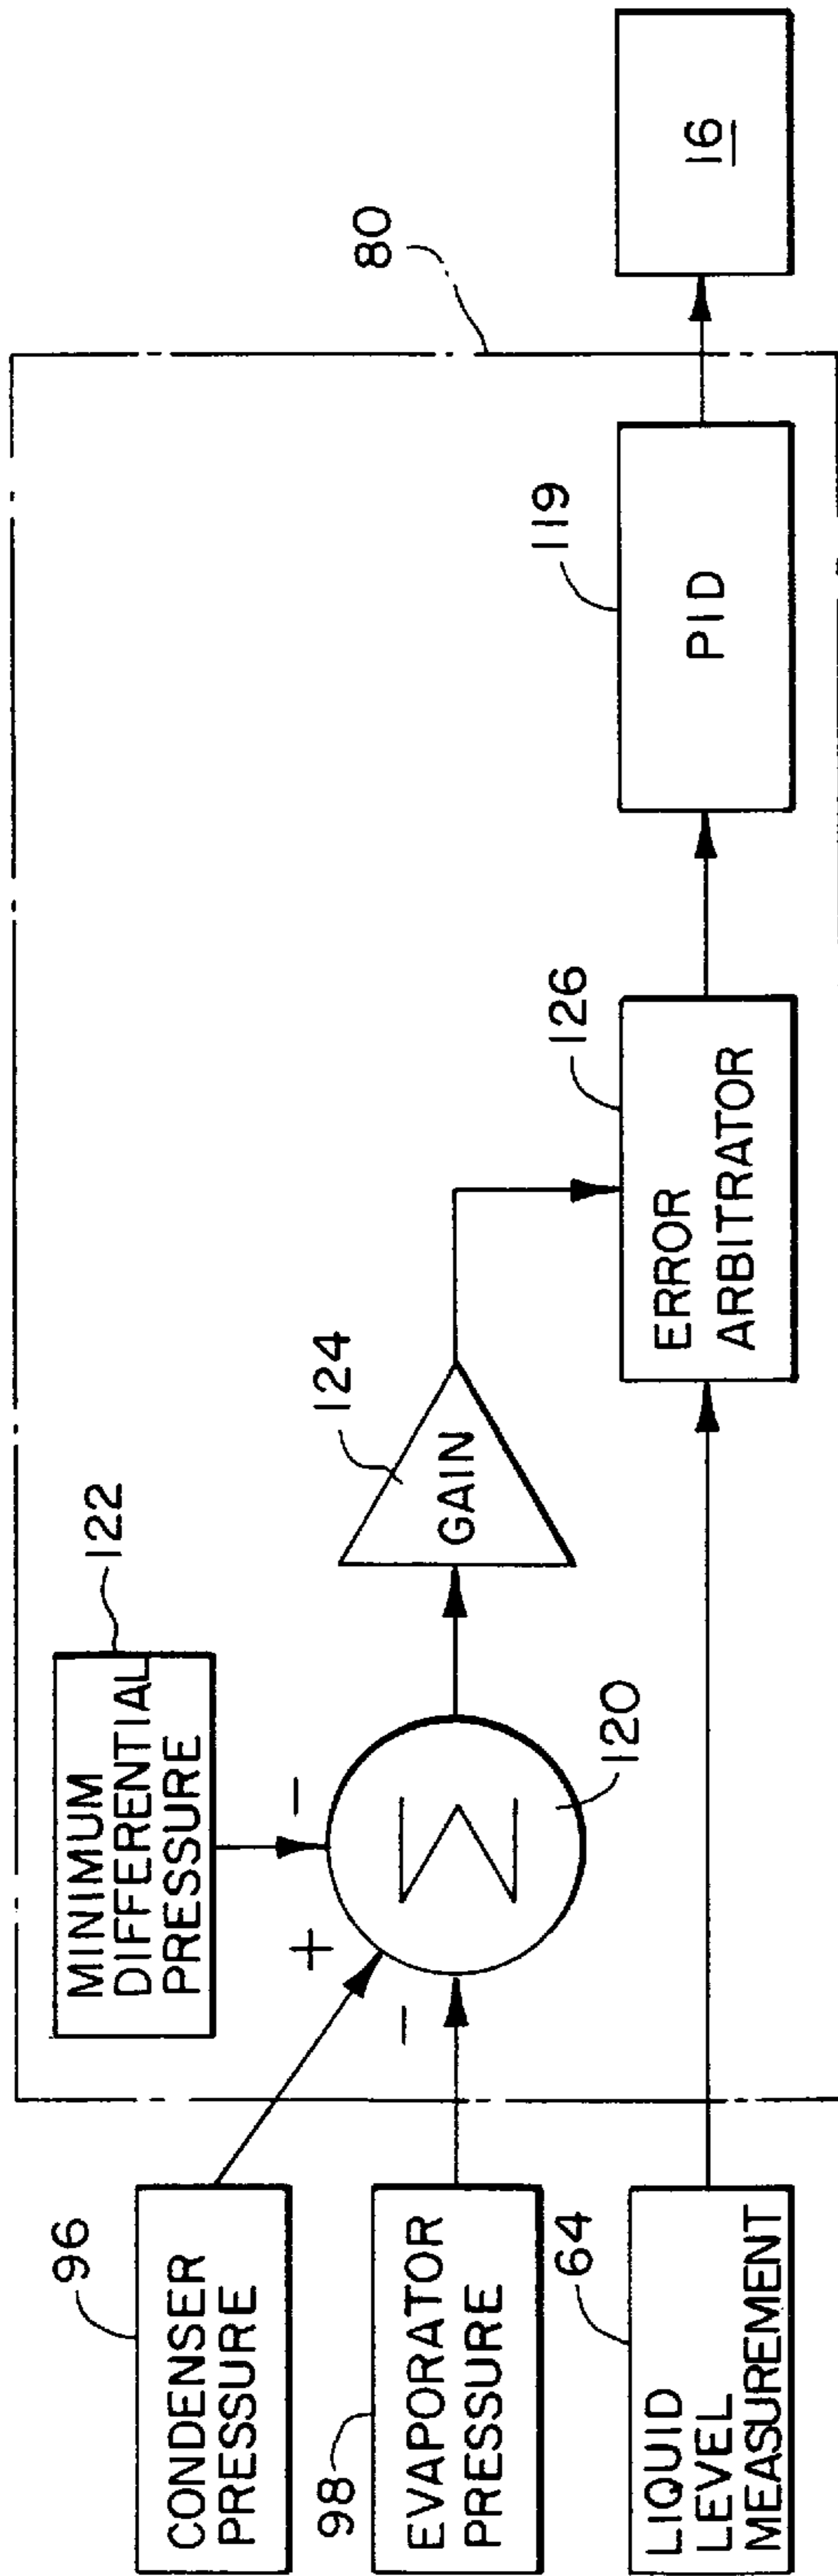 96
CONDENSER
PRESSURE
98
EVAPORATOR
PRESSURE
64
LIQUID
LEVEL
MEASUREMENT
MINIMUM
DIFFERENTIAL
PRESSURE
122
+
-
-
Σ
120
GAIN
124
ERROR
ARBITRATOR
126
PID
119
80
16